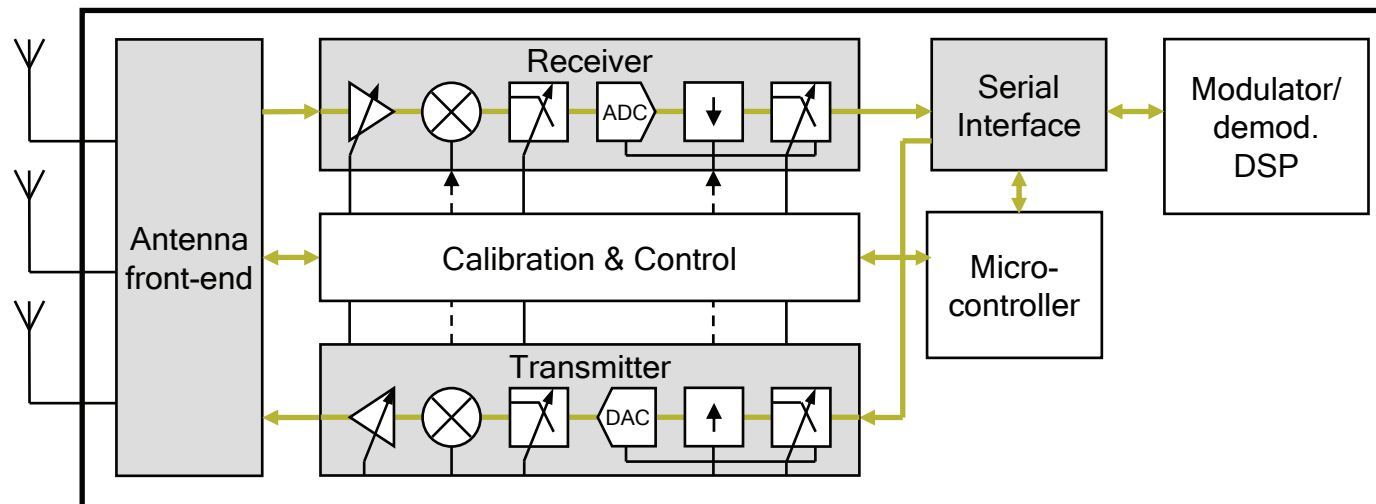 Receiver
ADC
Serial
Interface
Modulator/
demod.
DSP
Antenna
front-end
Calibration & Control
Micro-
controller
Transmitter
DAC